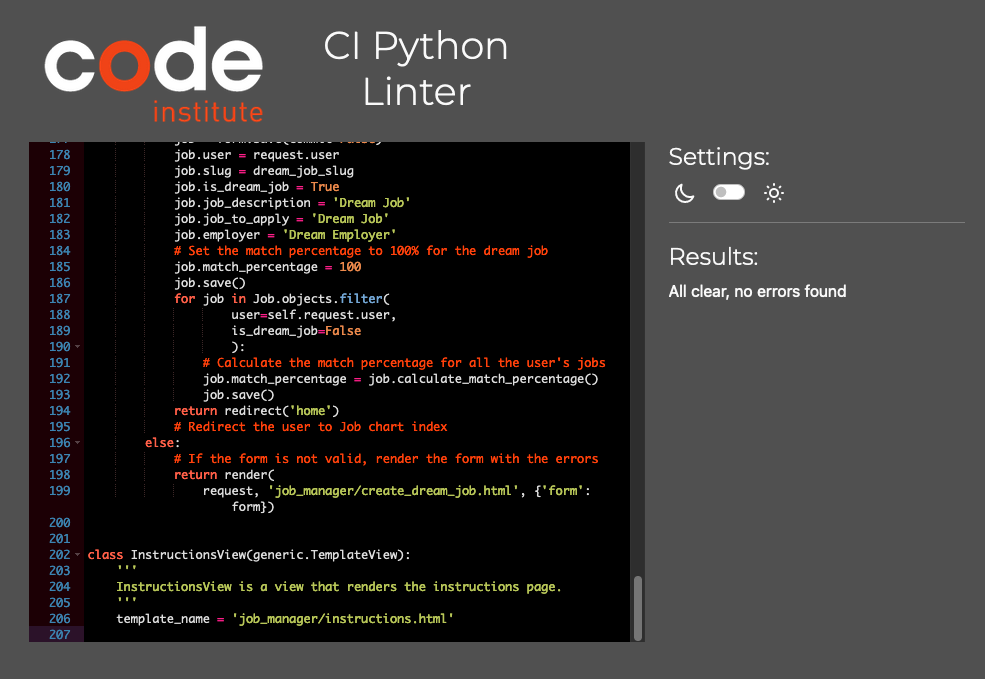 code
institute
CI Python
Linter
178 job.user = request.user
179 job.slug = dream_job_slug
180 job.is_dream_job = True
181 job.job_description = 'Dream Job'
182 job.job_to_apply = 'Dream Job'
183 job.employer = 'Dream Employer'
184 # Set the match percentage to 100% for the dream job
185 job.match_percentage = 100
186 job.save()
187 for job in Job.objects.filter(
188 user=self.request.user,
189 is_dream_job=False
190 ):
191 # Calculate the match percentage for all the user's jobs
192 job.match_percentage = job.calculate_match_percentage()
193 job.save()
194 return redirect('home')
195 # Redirect the user to Job chart index
196 else:
197 # If the form is not valid, render the form with the errors
198 return render(
199 request, 'job_manager/create_dream_job.html', {'form':
form})
200
201
202 class InstructionsView(generic.TemplateView):
203 '''
204 InstructionsView is a view that renders the instructions page.
205 '''
206 template_name = 'job_manager/instructions.html'
207
Settings:
Results:
All clear, no errors found